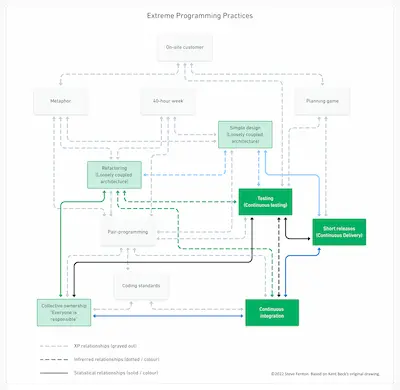 Extreme Programming Practices
On-site customer
Metaphor
40-hour week
Planning game
Simple design
(Loosely coupled
architecture)
Refactoring
(Loosely coupled
architecture)
Testing
(Continuous testing)
Short releases
(Continuous Delivery)
Pair-programming
Coding standards
Collective ownership
"Everyone is
responsible"
Continuous
integration
XP relationships (grayed out)
Inferred relationships (dotted / colour)
Statistical relationships (solid / colour)
©2022 Steve Fenton. Based on Kent Beck's original drawing.